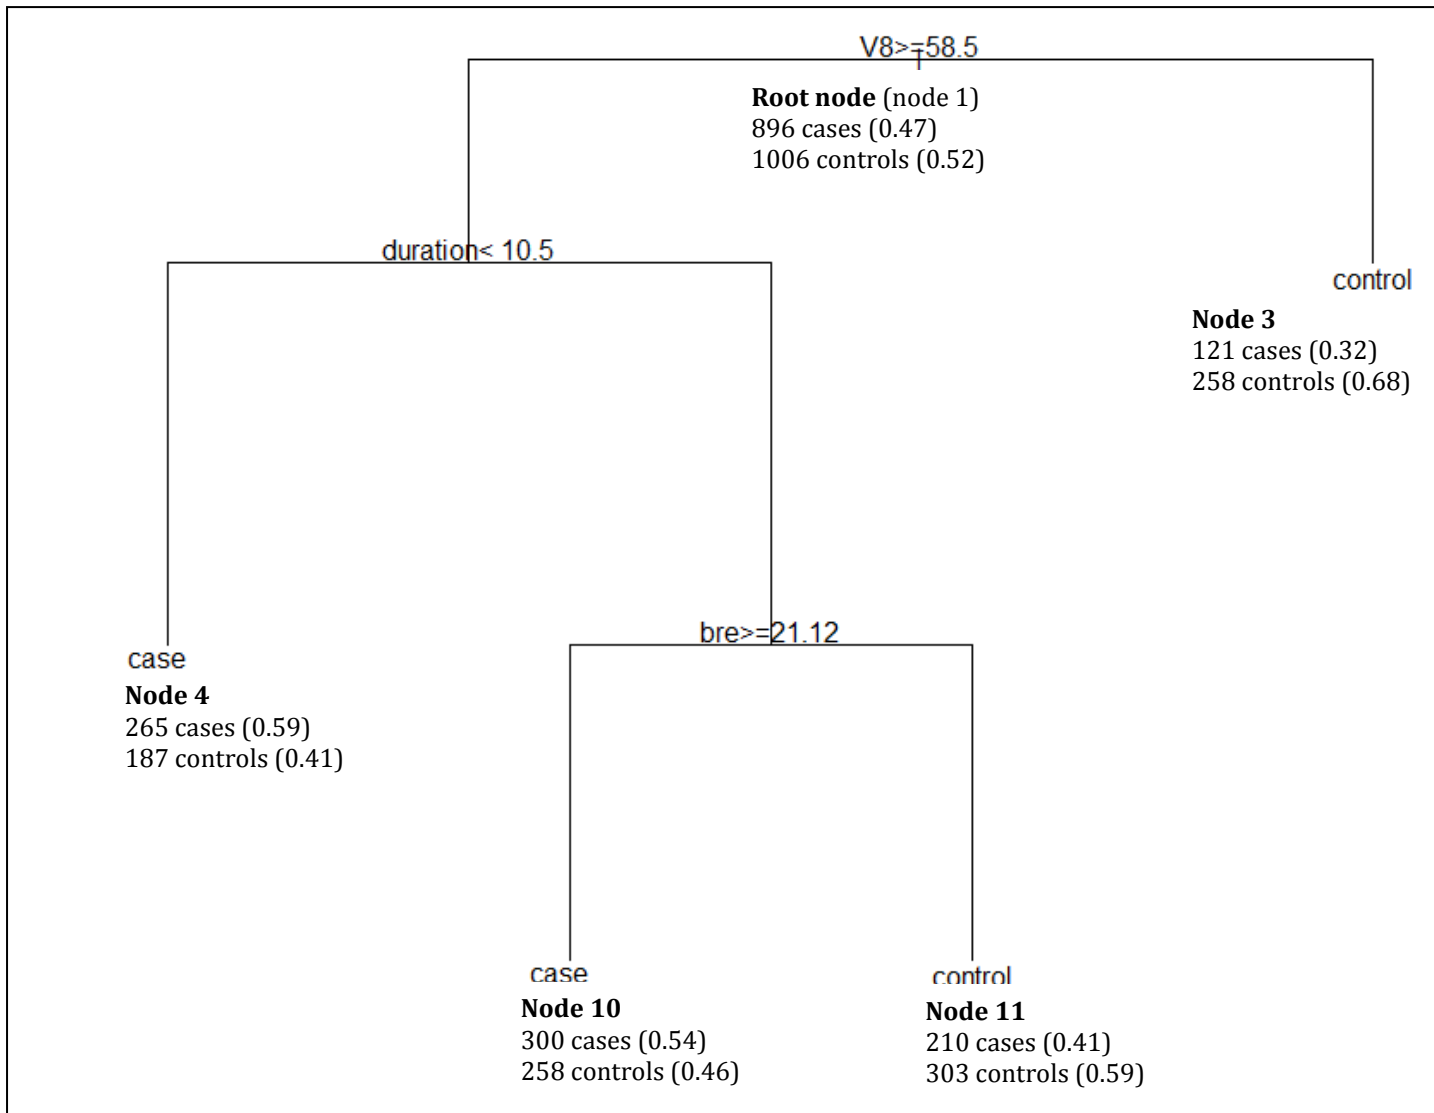 V8>=58.5
Root node (node 1)
896 cases (0.47)
1006 controls (0.52)
duration< 10.5
control
Node 3
121 cases (0.32)
258 controls (0.68)
bre>=21.12
case
Node 4
265 cases (0.59)
187 controls (0.41)
case
Node 10
300 cases (0.54)
258 controls (0.46)
control
Node 11
210 cases (0.41)
303 controls (0.59)